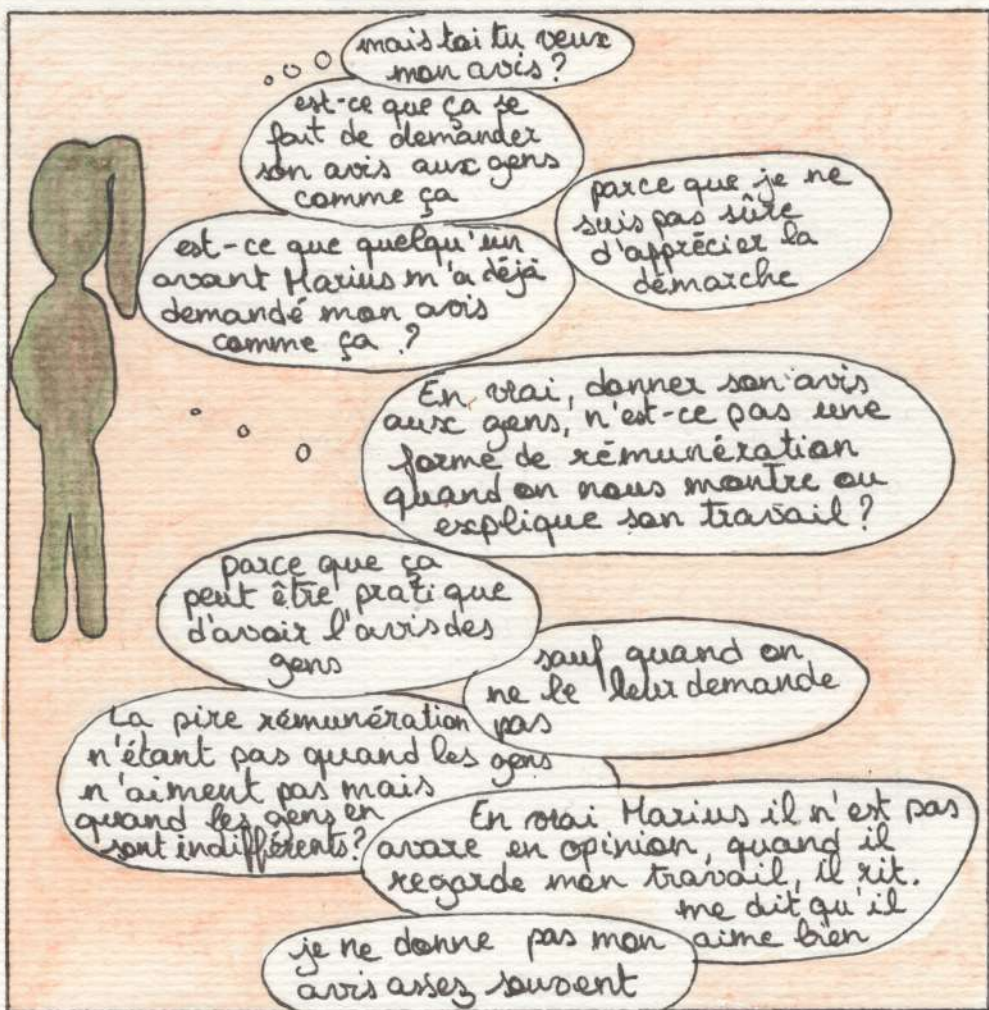 mais toi tu veux
mon avis ?
est-ce que ça se
fait de demander
son avis aux gens
comme ça
parce que je ne
suis pas sûre
d'apprécier la
démarche
est-ce que quelqu'un
avant Marius m'a déjà
demandé mon avis
comme ça ?
En vrai, donner son avis
aux gens, n'est-ce pas une
forme de rémunération
quand on nous montre ou
explique son travail ?
parce que ça
peut être pratique
d'avoir l'avis des
gens
sauf quand on
ne le leur demande
pas
La pire rémunération
n'étant pas quand les gens
n'aiment pas mais
quand les gens en
sont indifférents ?
En vrai Marius il n'est pas
avare en opinion, quand il
regarde mon travail, il rit.
me dit qu'il
aime bien
je ne donne pas mon
avis assez souvent